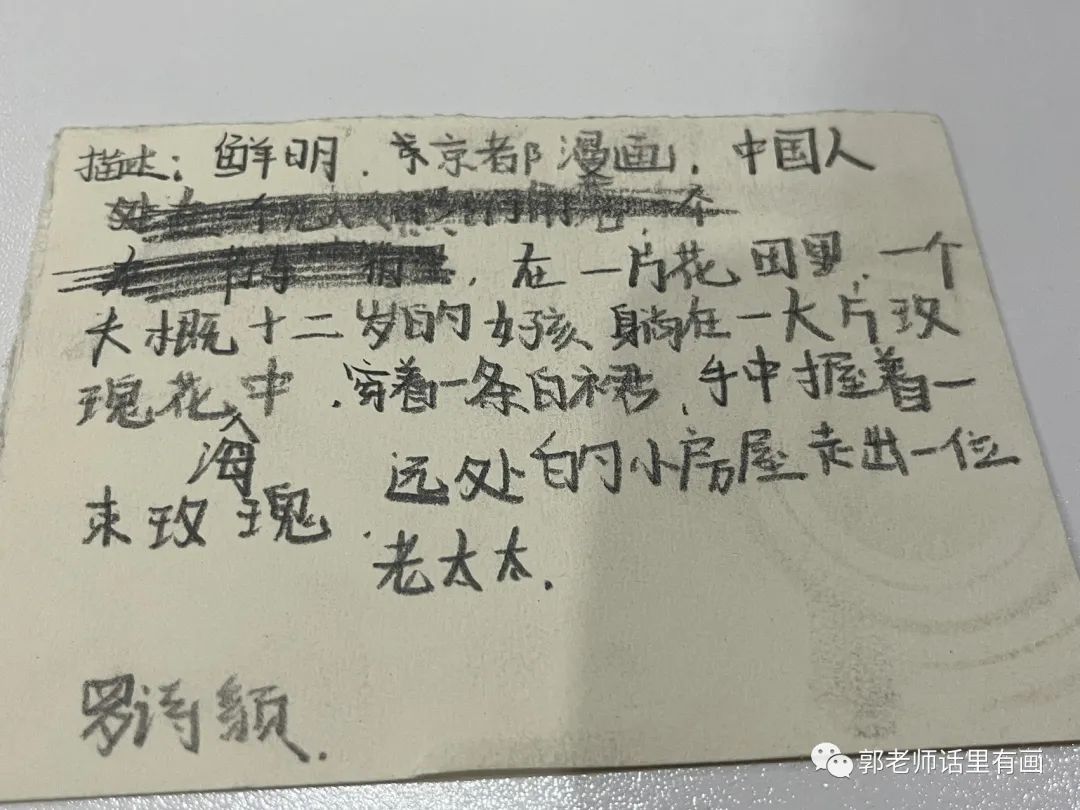 描述：鲜明．东京都漫画，中国人
，在一片花田里，一个
大概十二岁的女孩躺在一大片玫
瑰花海中．穿着一条白裙，手中握着一
束玫瑰．远处的小房屋走出一位
老太太．
罗诗颖．
郭老师话里有画